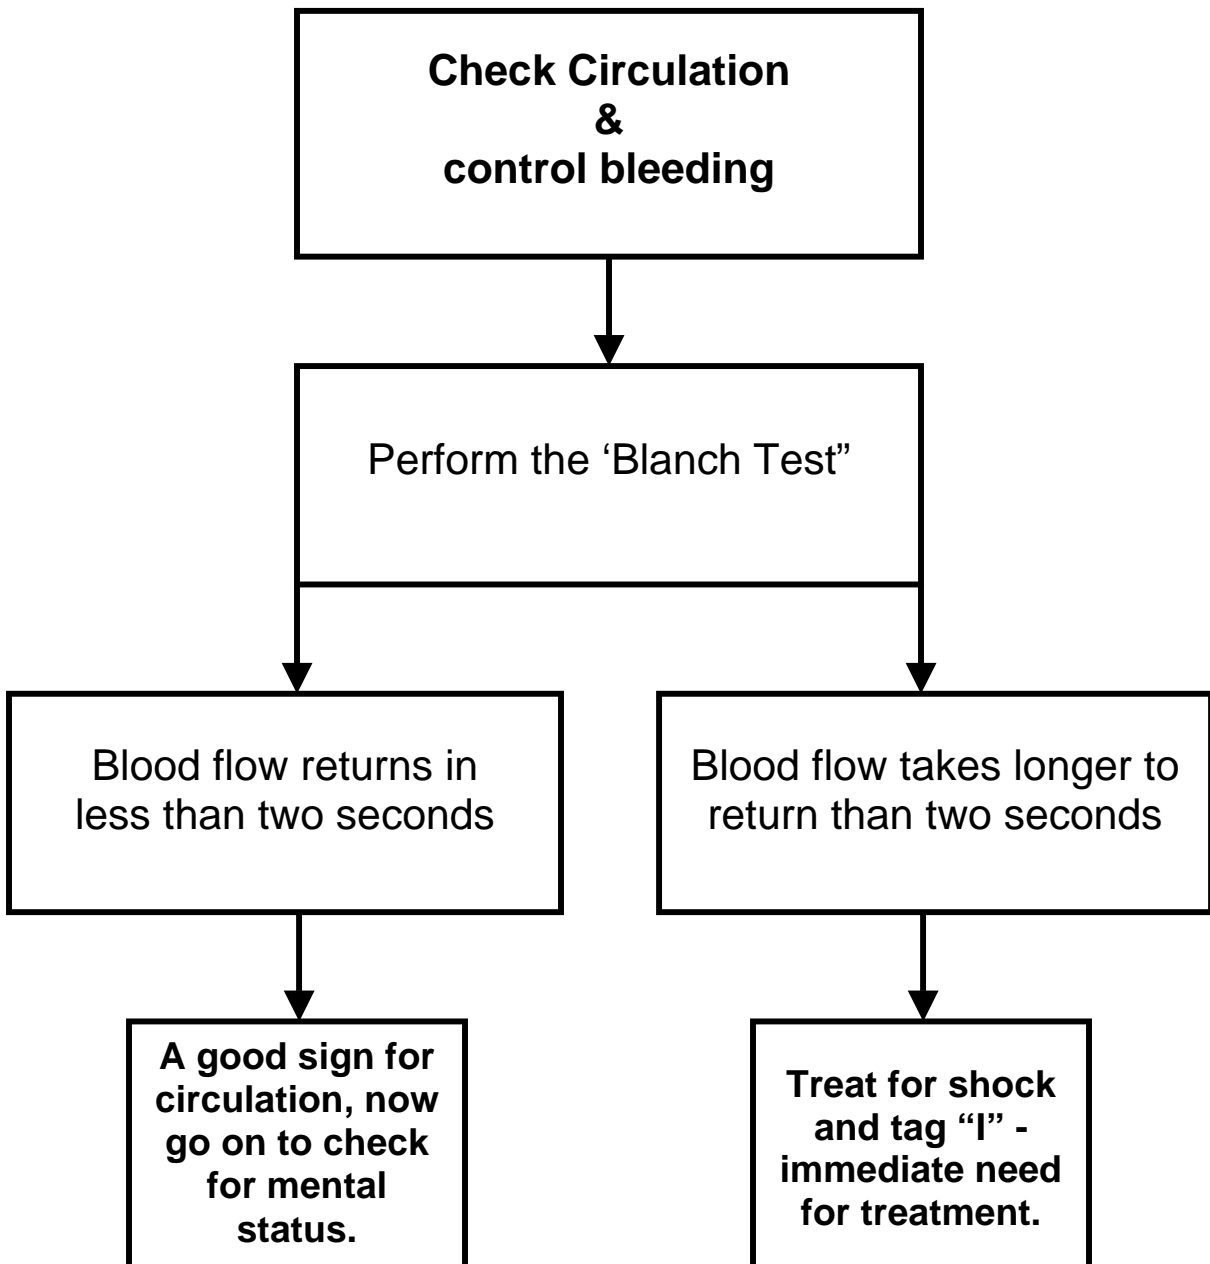 Check Circulation
&
control bleeding
Perform the ‘Blanch Test”
Blood flow returns in
less than two seconds
Blood flow takes longer to
return than two seconds
A good sign for
circulation, now
go on to check
for mental
status.
Treat for shock
and tag “I” -
immediate need
for treatment.